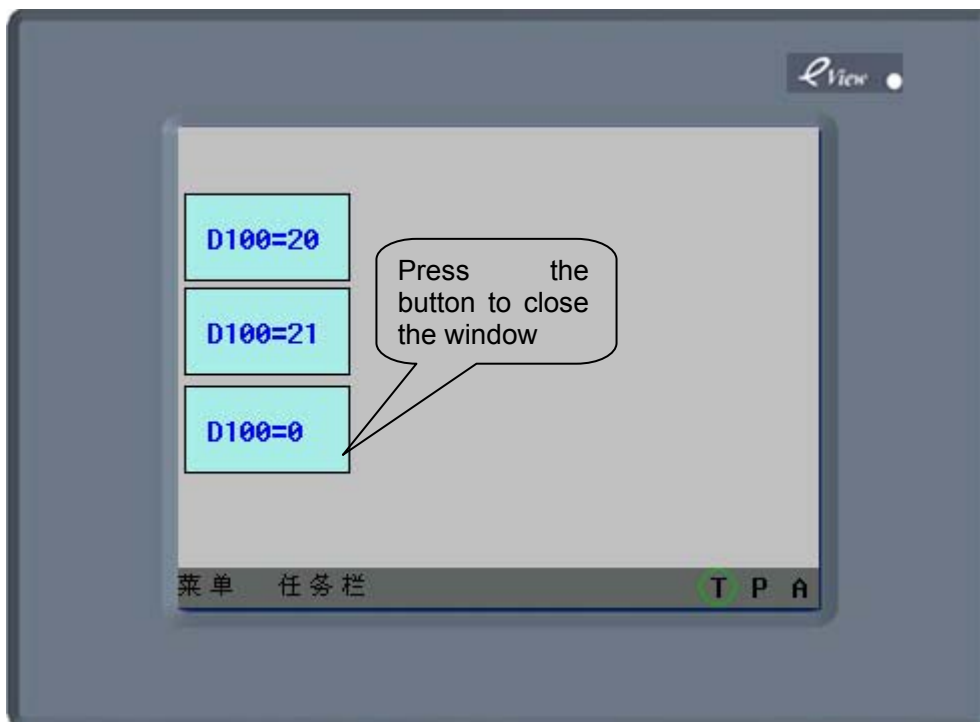 eView
D100=20
Press the
button to close
the window
D100=21
D100=0
菜单 任务栏 T P A